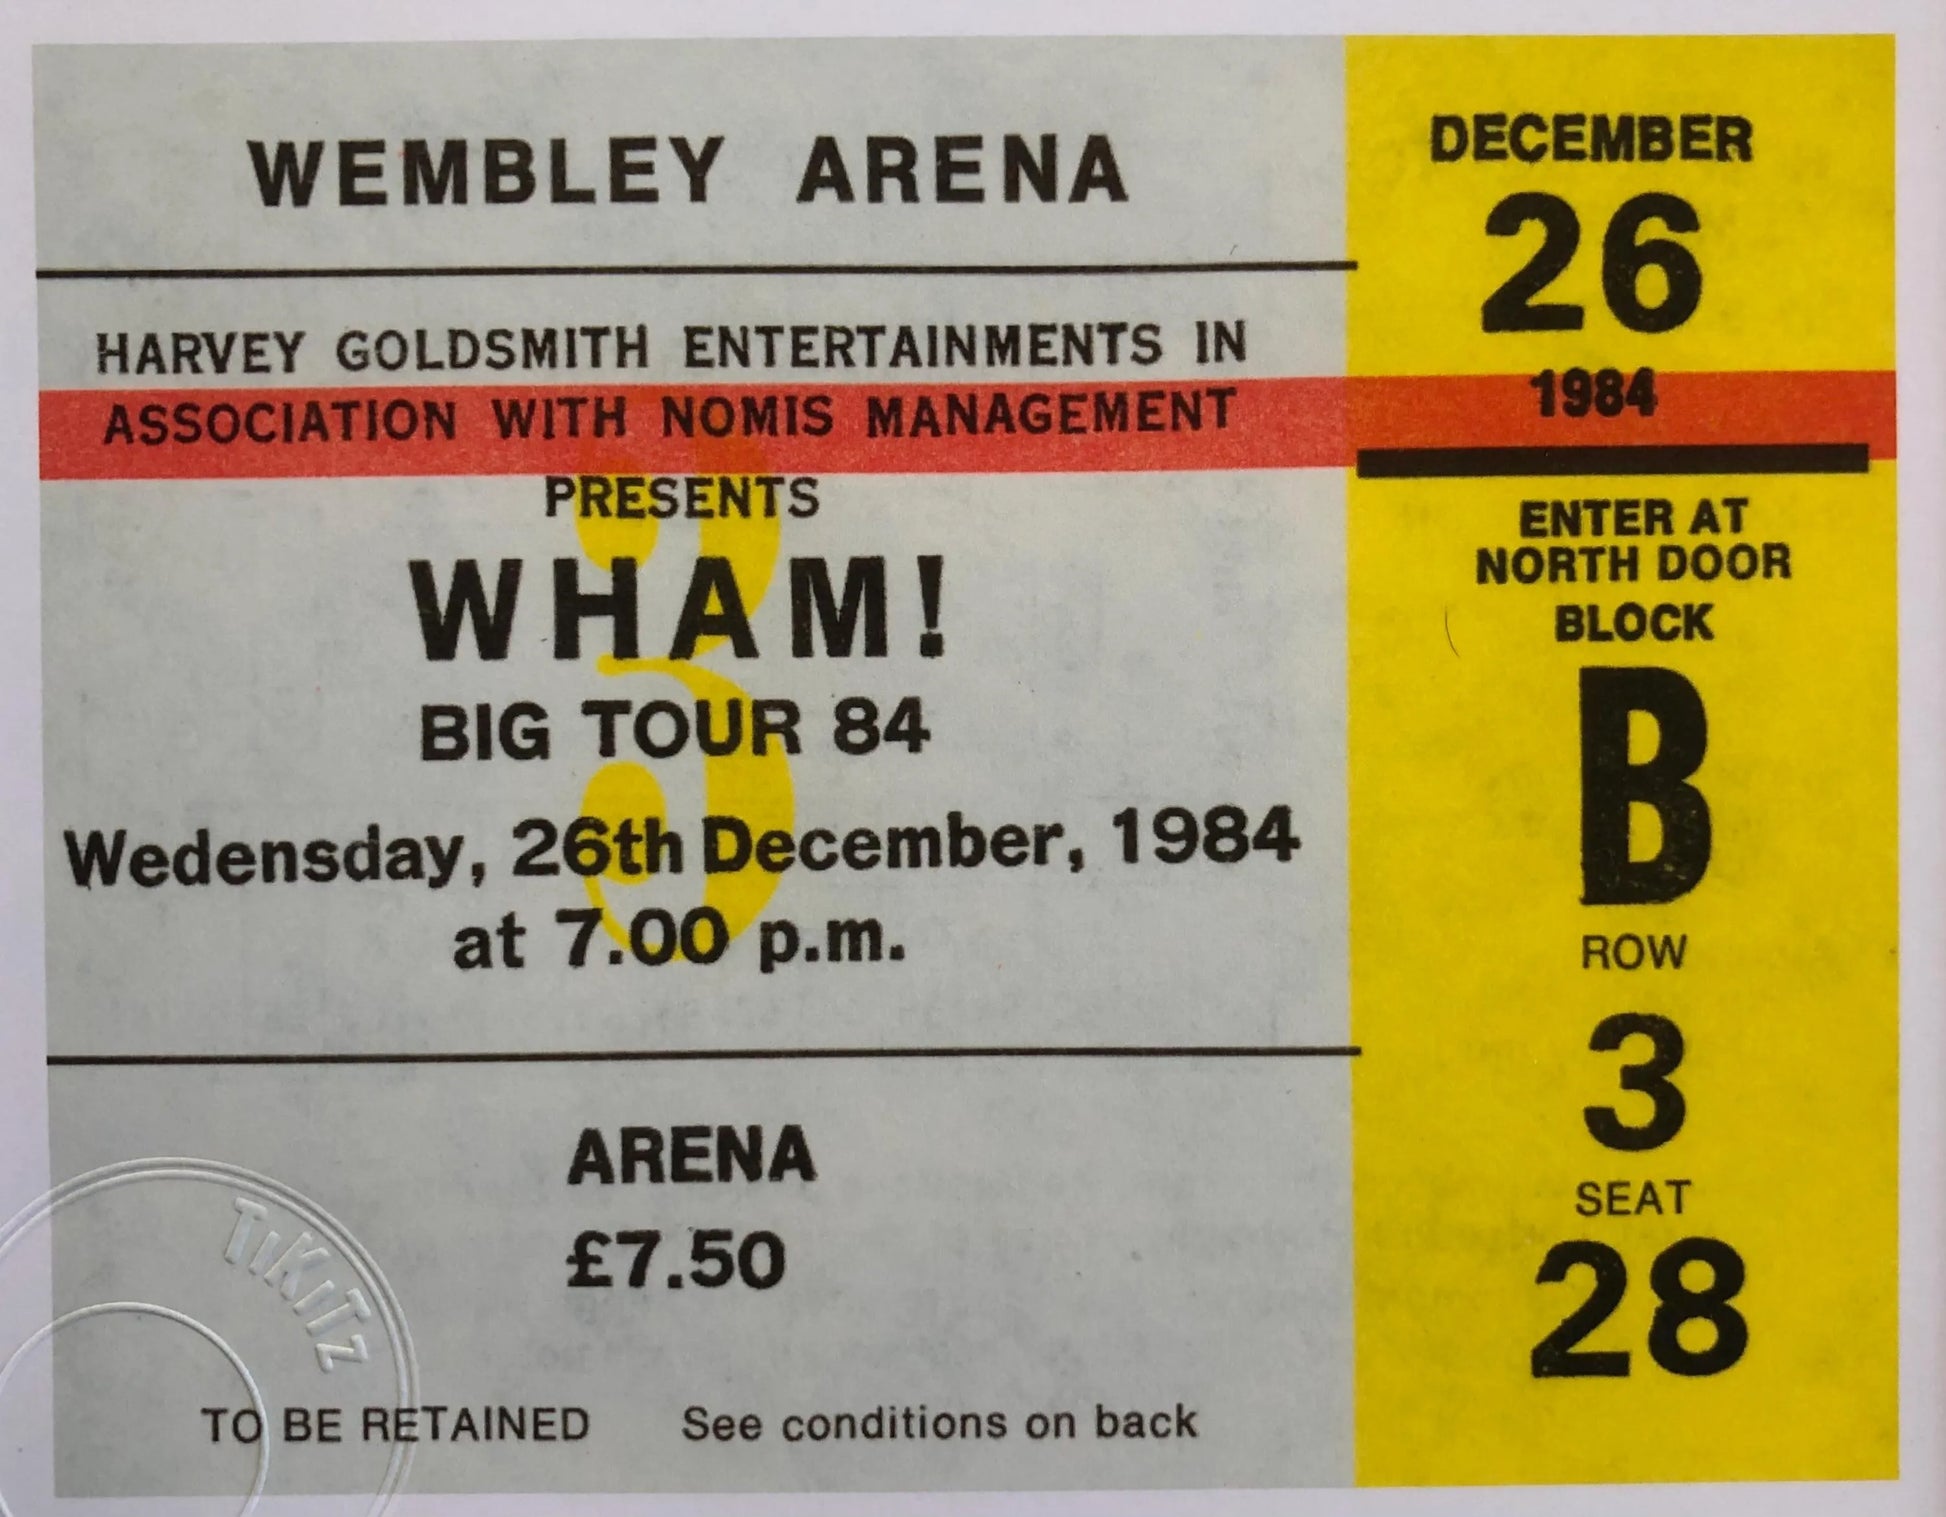 WEMBLEY ARENA
HARVEY GOLDSMITH ENTERTAINMENTS IN
ASSOCIATION WITH NOMIS MANAGEMENT
PRESENTS
3
WHAM!
BIG TOUR 84
Wedensday, 26th December, 1984
at 7.00 p.m.
ARENA
£7.50
TO BE RETAINED See conditions on back
TiKiTZ
DECEMBER
26
1984
ENTER AT
NORTH DOOR
BLOCK
B
ROW
3
SEAT
28